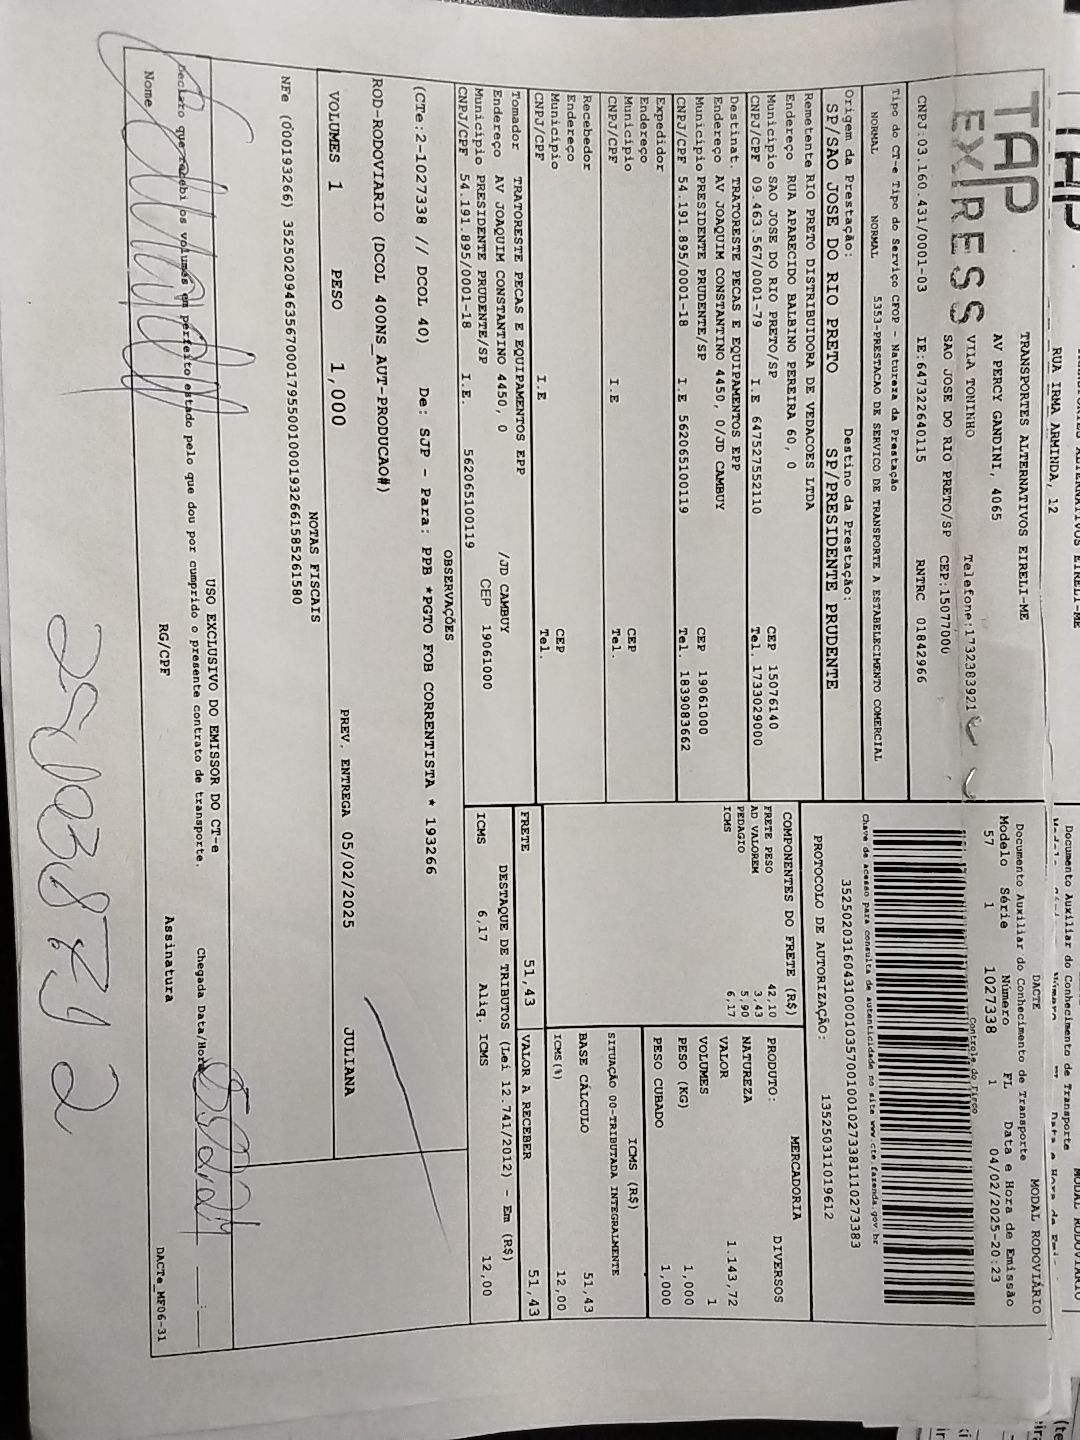 TAP
EXPRESS
TRANSPORTES ALTERNATIVOS EIRELI-ME
RUA IRMA ARMINDA, 12
AV PERCY GANDINI, 4065
VILA TONINHO Telefone:1732383921
SAO JOSE DO RIO PRETO/SP CEP:15077000
CNPJ:03.160.431/0001-03 IE:647322640115 RNTRC 01842966
DACTE MODAL RODOVIÁRIO
Documento Auxiliar do Conhecimento de Transporte
Modelo Série Número FL Data e Hora de Emissão
57 1 1027338 1 04/02/2025-20:23
Controle do Fisco
Chave de acesso para consulta de autenticidade no site www.cte.fazenda.gov.br
35250203160431000103570010010273381110273383
PROTOCOLO DE AUTORIZAÇÃO: 135250311019612
Tipo do CT-e Tipo do Serviço CFOP - Natureza da Prestação
NORMAL NORMAL 5353-PRESTACAO DE SERVICO DE TRANSPORTE A ESTABELECIMENTO COMERCIAL
Origem da Prestação: Destino da Prestação:
SP/SAO JOSE DO RIO PRETO SP/PRESIDENTE PRUDENTE
Remetente RIO PRETO DISTRIBUIDORA DE VEDACOES LTDA
Endereço RUA APARECIDO BALBINO PEREIRA 60, 0
Município SAO JOSE DO RIO PRETO/SP CEP 15076140
CNPJ/CPF 09.463.567/0001-79 I.E 647527552110 Tel. 1733029000
Destinat. TRATORESTE PECAS E EQUIPAMENTOS EPP
Endereço AV JOAQUIM CONSTANTINO 4450, 0/JD CAMBUY
Município PRESIDENTE PRUDENTE/SP CEP 19061000
CNPJ/CPF 54.191.895/0001-18 I.E 562065100119 Tel. 1839083662
Expedidor
Endereço
Município CEP
CNPJ/CPF I.E Tel.
Recebedor
Endereço
Município CEP
CNPJ/CPF I.E Tel.
Tomador TRATORESTE PECAS E EQUIPAMENTOS EPP
Endereço AV JOAQUIM CONSTANTINO 4450, 0 /JD CAMBUY
Município PRESIDENTE PRUDENTE/SP CEP 19061000
CNPJ/CPF 54.191.895/0001-18 I.E. 562065100119
COMPONENTES DO FRETE (R$)
FRETE PESO 42,10
AD VALOREM 3,43
PEDAGIO 5,90
ICMS 6,17
MERCADORIA
PRODUTO: DIVERSOS
NATUREZA
VALOR 1.143,72
VOLUMES 1
PESO (KG) 1,000
PESO CUBADO 1,000
ICMS (R$)
SITUAÇÃO 00-TRIBUTADA INTEGRALMENTE
BASE CÁLCULO 51,43
ICMS(%) 12,00
FRETE 51,43 VALOR A RECEBER 51,43
DESTAQUE DE TRIBUTOS (Lei 12.741/2012) - Em (R$)
ICMS 6,17 Aliq. ICMS 12,00
OBSERVAÇÕES
(CTe:2-1027338 // DCOL 40) De: SJP - Para: PPB *PGTO FOB CORRENTISTA * 193266
ROD-RODOVIARIO (DCOL 400NS_AUT-PRODUCAO#)
VOLUMES 1 PESO 1,000 PREV. ENTREGA 05/02/2025 JULIANA
NOTAS FISCAIS
NFe (000193266) 35250209463567000179550010001932661585261580
USO EXCLUSIVO DO EMISSOR DO CT-e
Declaro que recebi os volumes em perfeito estado pelo que dou por cumprido o presente contrato de transporte.
Chegada Data/Hora
Nome RG/CPF Assinatura
DACTe_MF06-31